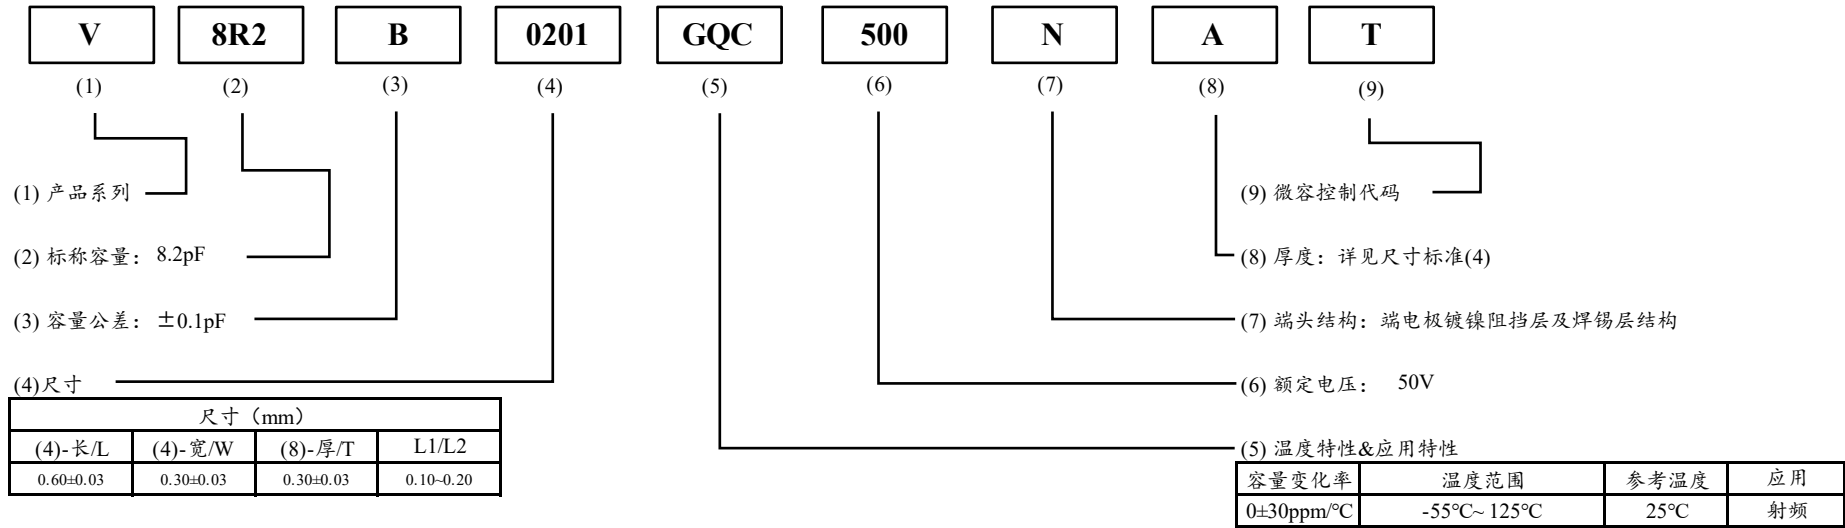 V 8R2 B 0201 GQC 500 N A T
(1) (2) (3) (4) (5) (6) (7) (8) (9)
(1) 产品系列
(9) 微容控制代码
(2) 标称容量： 8.2pF
(8) 厚度：详见尺寸标准(4)
(3) 容量公差：±0.1pF
(7) 端头结构：端电极镀镍阻挡层及焊锡层结构
(4)尺寸
(6) 额定电压： 50V
尺寸（mm）
(4)-长/L (4)-宽/W (8)-厚/T L1/L2
0.60±0.03 0.30±0.03 0.30±0.03 0.10~0.20
(5) 温度特性&应用特性
容量变化率 温度范围 参考温度 应用
0±30ppm/℃ -55℃~ 125℃ 25℃ 射频